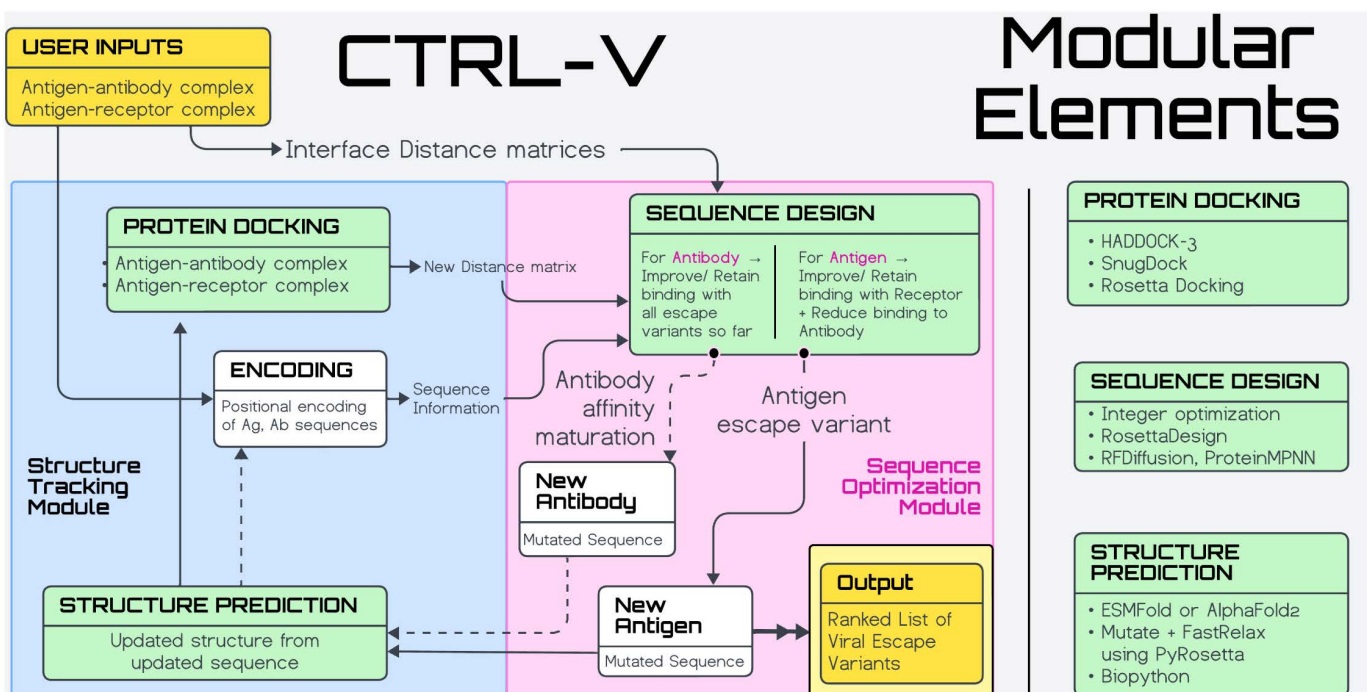 USER INPUTS
Antigen-antibody complex
Antigen-receptor complex
CTRL-V
Modular
Elements
Interface Distance matrices
PROTEIN DOCKING
• Antigen-antibody complex
• Antigen-receptor complex
New Distance matrix
SEQUENCE DESIGN
For Antibody →
Improve/ Retain
binding with
all escape
variants so far
For Antigen →
Improve/ Retain
binding with Receptor
+ Reduce binding to
Antibody
ENCODING
Positional encoding
of Ag, Ab sequences
Sequence
Information
Antibody
affinity
maturation
Antigen
escape variant
Structure
Tracking
Module
Sequence
Optimization
Module
New
Antibody
Mutated Sequence
STRUCTURE PREDICTION
Updated structure from
updated sequence
New
Antigen
Mutated Sequence
Output
Ranked List of
Viral Escape
Variants
PROTEIN DOCKING
• HADDOCK-3
• SnugDock
• Rosetta Docking
SEQUENCE DESIGN
• Integer optimization
• RosettaDesign
• RFDiffusion, ProteinMPNN
STRUCTURE
PREDICTION
• ESMFold or AlphaFold2
• Mutate + FastRelax
using PyRosetta
• Biopython